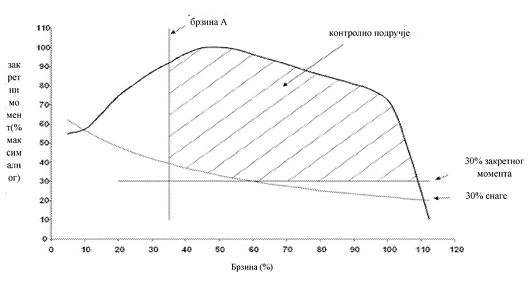 брзина А
контролно подручје
зак
рет
ни
мо
мен
т(%
мак
сим
ални
ог)
110
100
90
80
70
60
50
40
30
20
10
0
30% закретног
момента
30% снаге
0 10 20 30 40 50 60 70 80 90 100 110 120
Брзина (%)